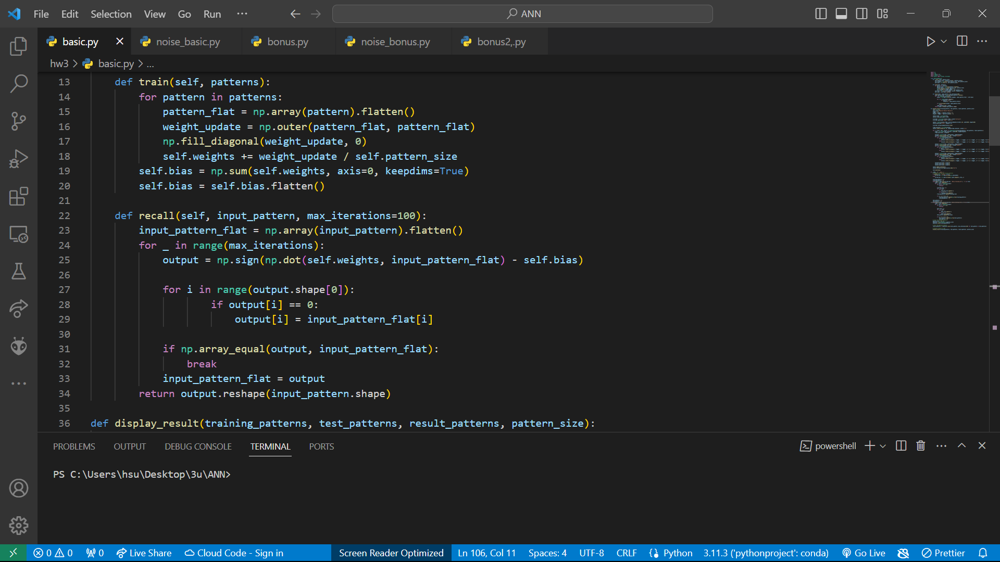 File Edit Selection View Go Run ··· ANN
basic.py noise_basic.py bonus.py noise_bonus.py bonus2,.py
hw3 > basic.py > ...
13 def train(self, patterns):
14 for pattern in patterns:
15 pattern_flat = np.array(pattern).flatten()
16 weight_update = np.outer(pattern_flat, pattern_flat)
17 np.fill_diagonal(weight_update, 0)
18 self.weights += weight_update / self.pattern_size
19 self.bias = np.sum(self.weights, axis=0, keepdims=True)
20 self.bias = self.bias.flatten()
21
22 def recall(self, input_pattern, max_iterations=100):
23 input_pattern_flat = np.array(input_pattern).flatten()
24 for _ in range(max_iterations):
25 output = np.sign(np.dot(self.weights, input_pattern_flat) - self.bias)
26
27 for i in range(output.shape[0]):
28 if output[i] == 0:
29 output[i] = input_pattern_flat[i]
30
31 if np.array_equal(output, input_pattern_flat):
32 break
33 input_pattern_flat = output
34 return output.reshape(input_pattern.shape)
35
36 def display_result(training_patterns, test_patterns, result_patterns, pattern_size):
PROBLEMS OUTPUT DEBUG CONSOLE TERMINAL PORTS powershell
PS C:\Users\hsu\Desktop\3u\ANN>
0 0 0 Live Share Cloud Code - Sign in Screen Reader Optimized Ln 106, Col 11 Spaces: 4 UTF-8 CRLF Python 3.11.3 ('pythonproject': conda) Go Live Prettier